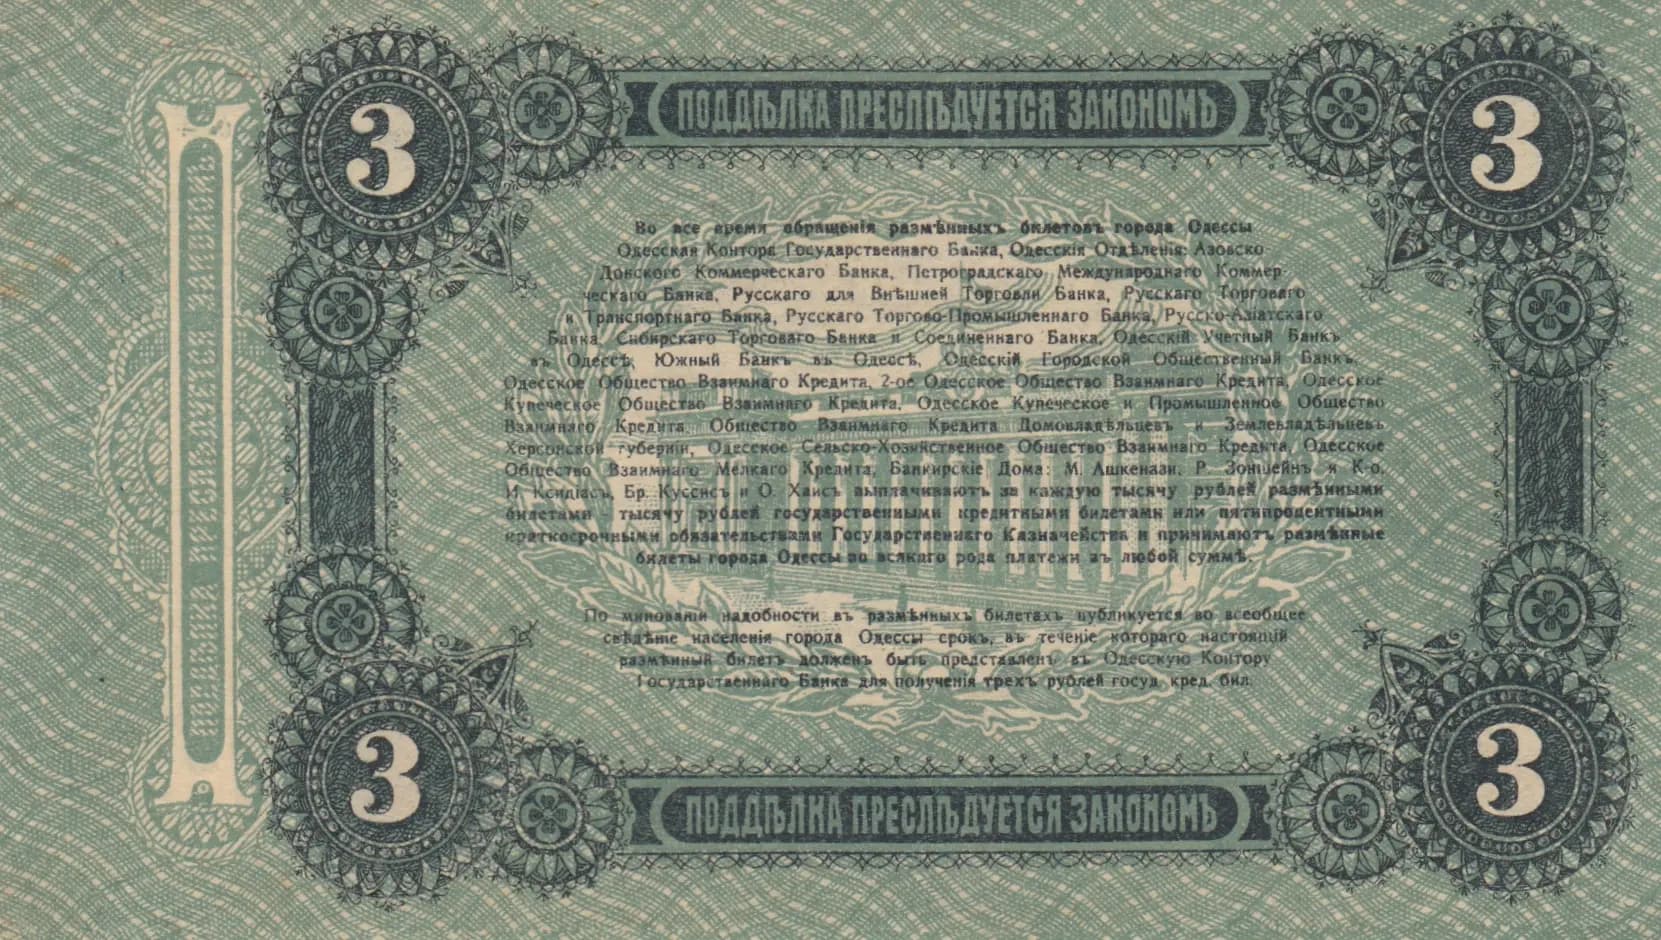 3 3
ПОДДѢЛКА ПРЕСЛѢДУЕТСЯ ЗАКОНОМЪ
Во все время обращенія размѣнныхъ билетовъ города Одессы
Одесская Контора Государственнаго Банка, Одесскія Отдѣленія: Азовско-
Донского Коммерческаго Банка, Петроградскаго Международнаго Коммер-
ческаго Банка, Русскаго для Внѣшней Торговли Банка, Русскаго Торговаго
и Транспортнаго Банка, Русскаго Торгово-Промышленнаго Банка, Русско-Азіатскаго
Банка, Сибирскаго Торговаго Банка и Соединеннаго Банка, Одесскій Учетный Банкъ
въ Одессѣ, Южный Банкъ въ Одессѣ, Одесскій Городской Общественный Банкъ,
Одесское Общество Взаимнаго Кредита, 2-ое Одесское Общество Взаимнаго Кредита, Одесское
Купеческое Общество Взаимнаго Кредита, Одесское Купеческое и Промышленное Общество
Взаимнаго Кредита, Общество Взаимнаго Кредита Домовладѣльцевъ и Землевладѣльцевъ
Херсонской губерніи, Одесское Сельско-Хозяйственное Общество Взаимнаго Кредита, Одесское
Общество Взаимнаго Мелкаго Кредита, Банкирскіе Дома: М. Ашкенази, Р. Зонщейнъ и К-о,
И. Ксидіасъ, Бр. Куссисъ и О. Хаисъ выплачиваютъ за каждую тысячу рублей размѣнными
билетами - тысячу рублей государственными кредитными билетами или пятипроцентными
краткосрочными обязательствами Государственнаго Казначейства и принимаютъ размѣнные
билеты города Одессы во всякаго рода платежи въ любой суммѣ.
По минованіи надобности въ размѣнныхъ билетахъ публикуется во всеобщее
свѣдѣніе населенія города Одессы срокъ, въ теченіе котораго настоящій
размѣнный билетъ долженъ быть представленъ въ Одесскую Контору
Государственнаго Банка для полученія трехъ рублей госуд. кред. бил.
3 3
ПОДДѢЛКА ПРЕСЛѢДУЕТСЯ ЗАКОНОМЪ